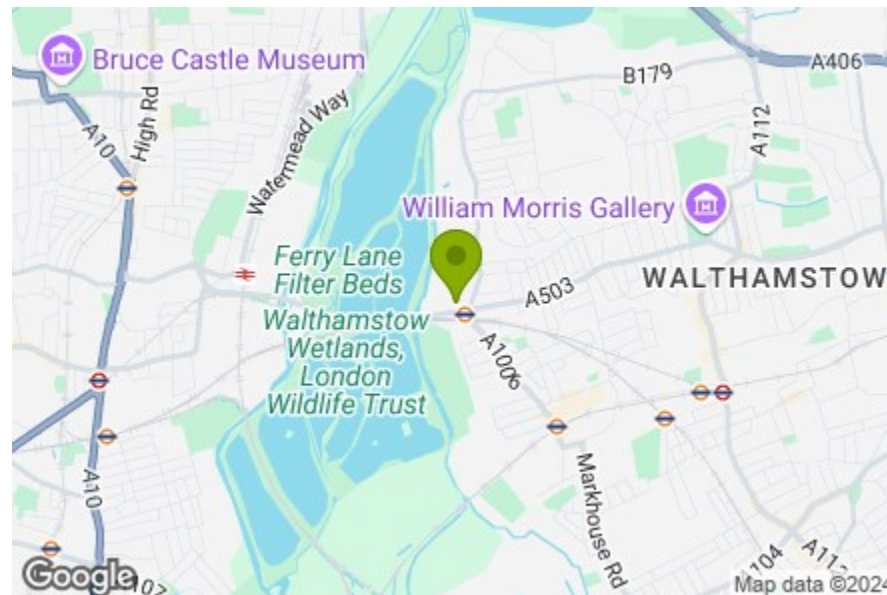 Bruce Castle Museum
A406
B179
High Rd
A10
Watermead Way
A112
William Morris Gallery
Ferry Lane
Filter Beds
A503
WALTHAMSTOW
Walthamstow
Wetlands,
London
Wildlife Trust
A1006
A10
Markhouse Rd
A104
Google
Map data ©2024